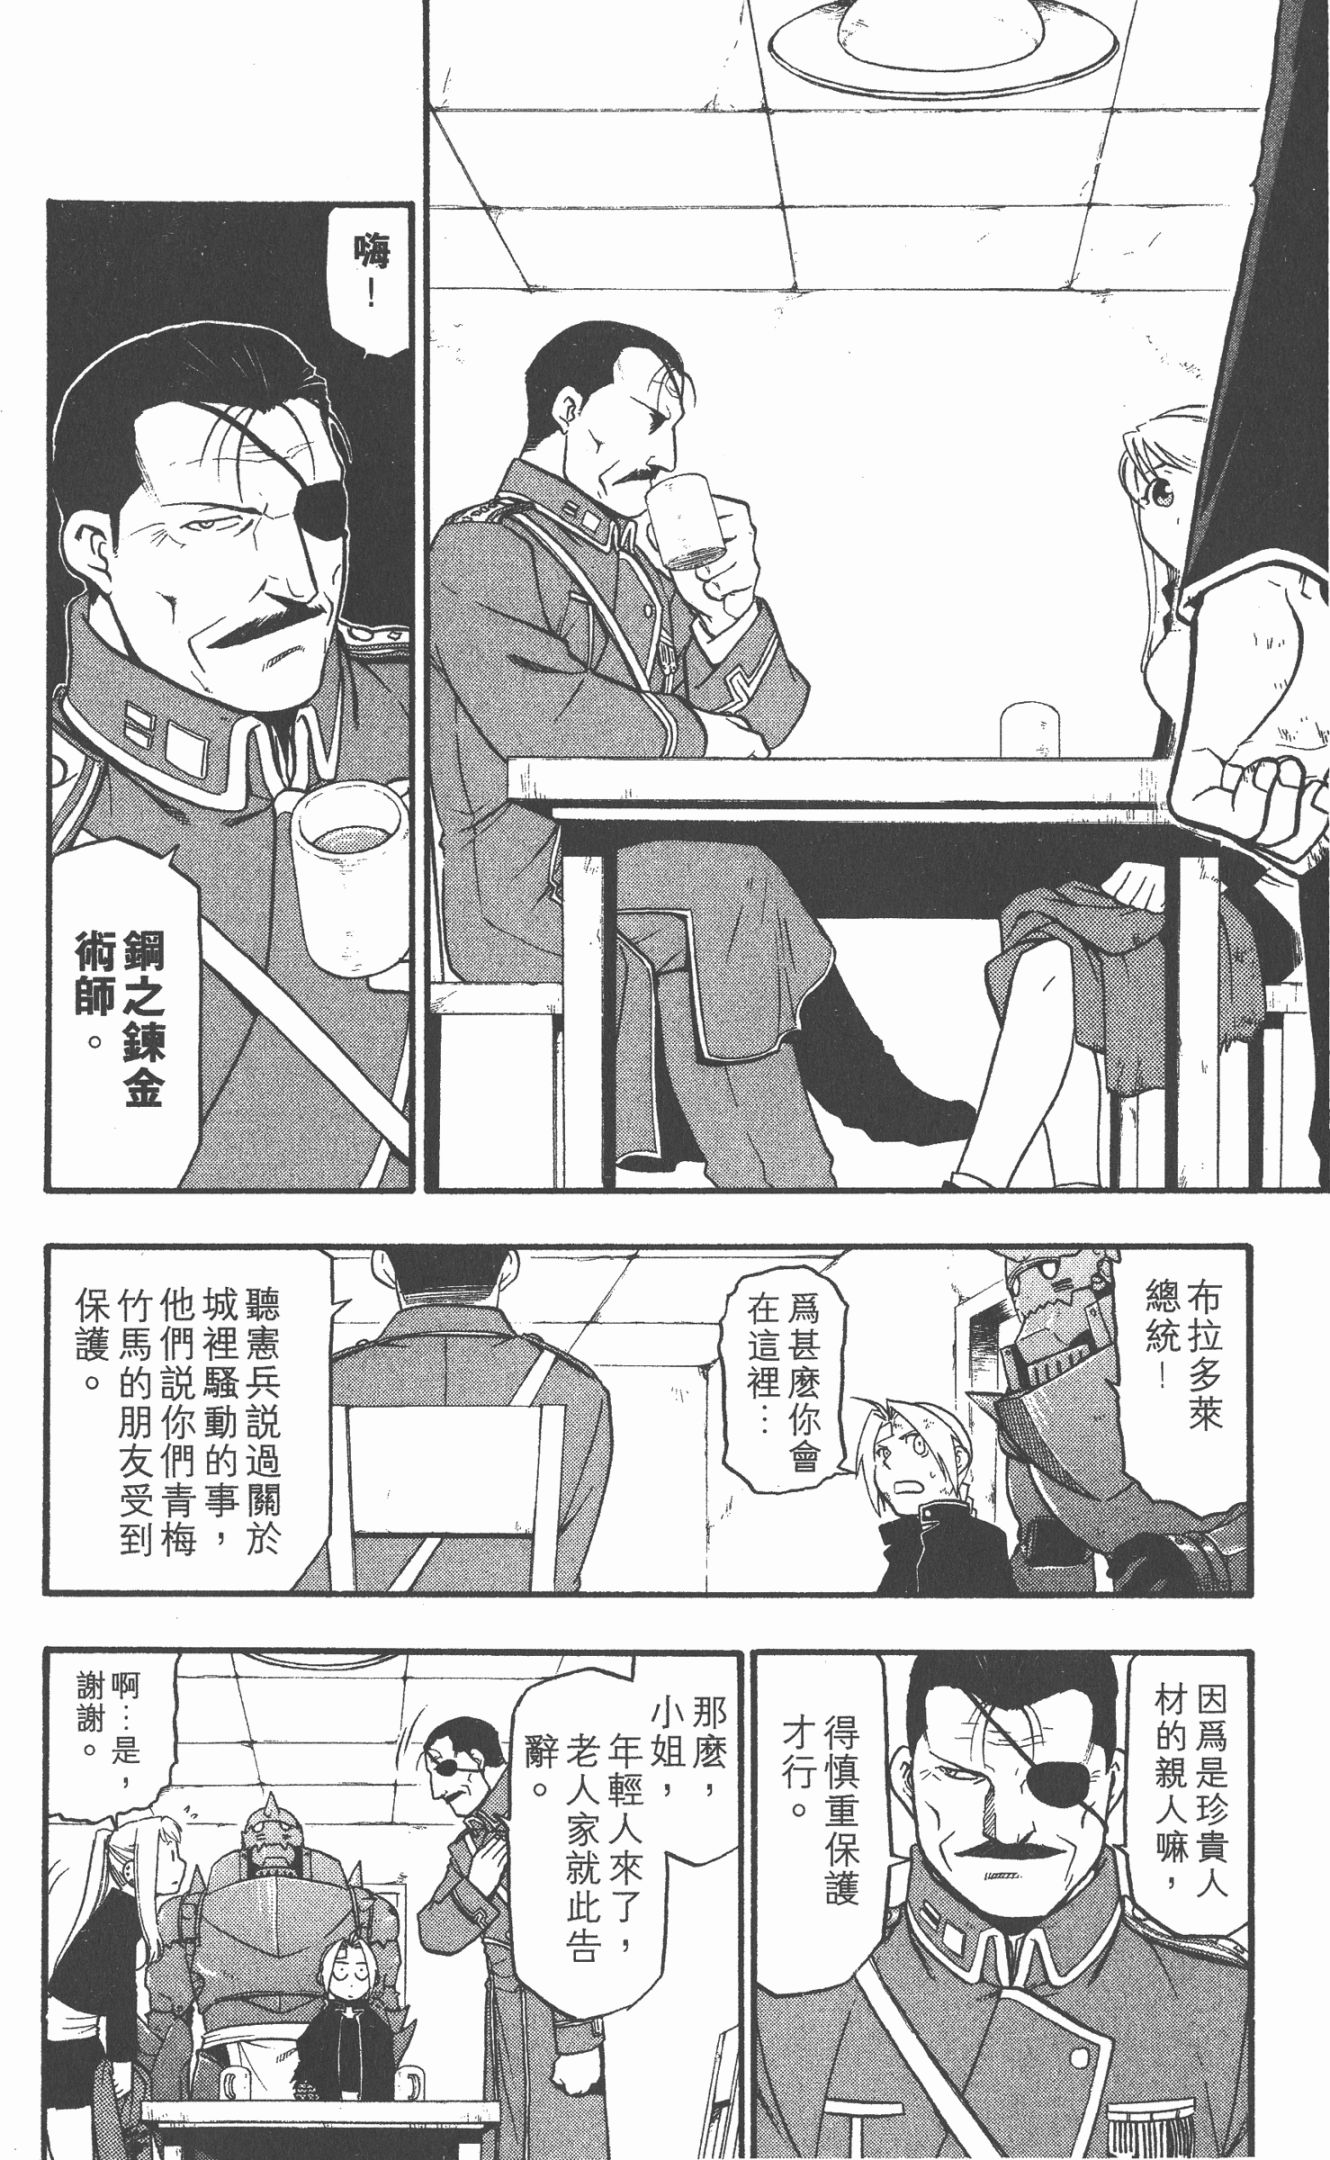 嗨！
鋼之鍊金
術師。
布拉多萊
總統！
爲甚麽你會
在這裡…
聽憲兵説過關於
城裡騷動的事，
他們説你們青梅
竹馬的朋友受到
保護。
因爲是珍貴人
材的親人嘛，
得慎重保護
才行。
那麽，
小姐，
年輕人來了，
老人家就此告
辭。
啊…是，
謝謝。